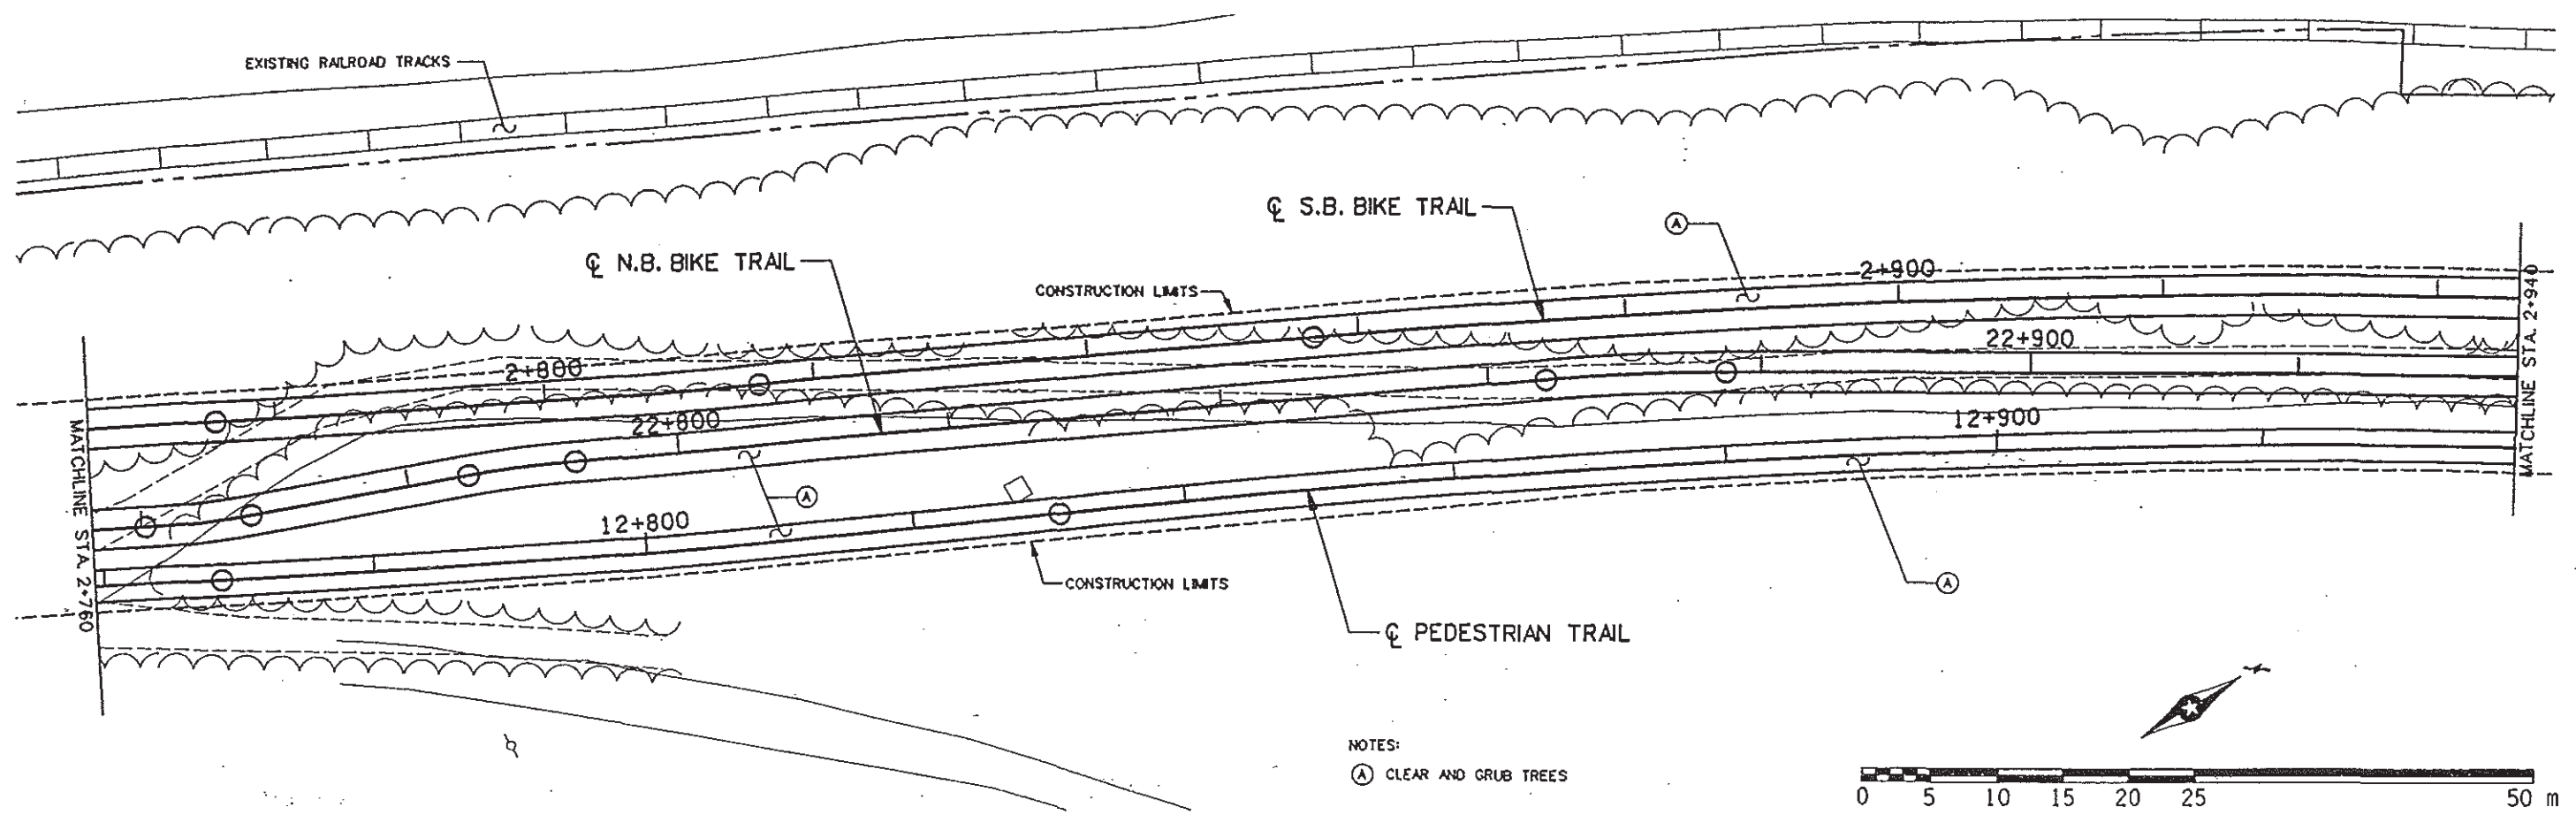 EXISTING RAILROAD TRACKS
℄ S.B. BIKE TRAIL
A
℄ N.B. BIKE TRAIL
2+900
CONSTRUCTION LIMITS
MATCHLINE STA. 2+940
22+900
2+800
12+900
22+800
MATCHLINE STA. 2+760
A
12+800
CONSTRUCTION LIMITS
A
℄ PEDESTRIAN TRAIL
NOTES:
A CLEAR AND GRUB TREES
0 5 10 15 20 25 50 m